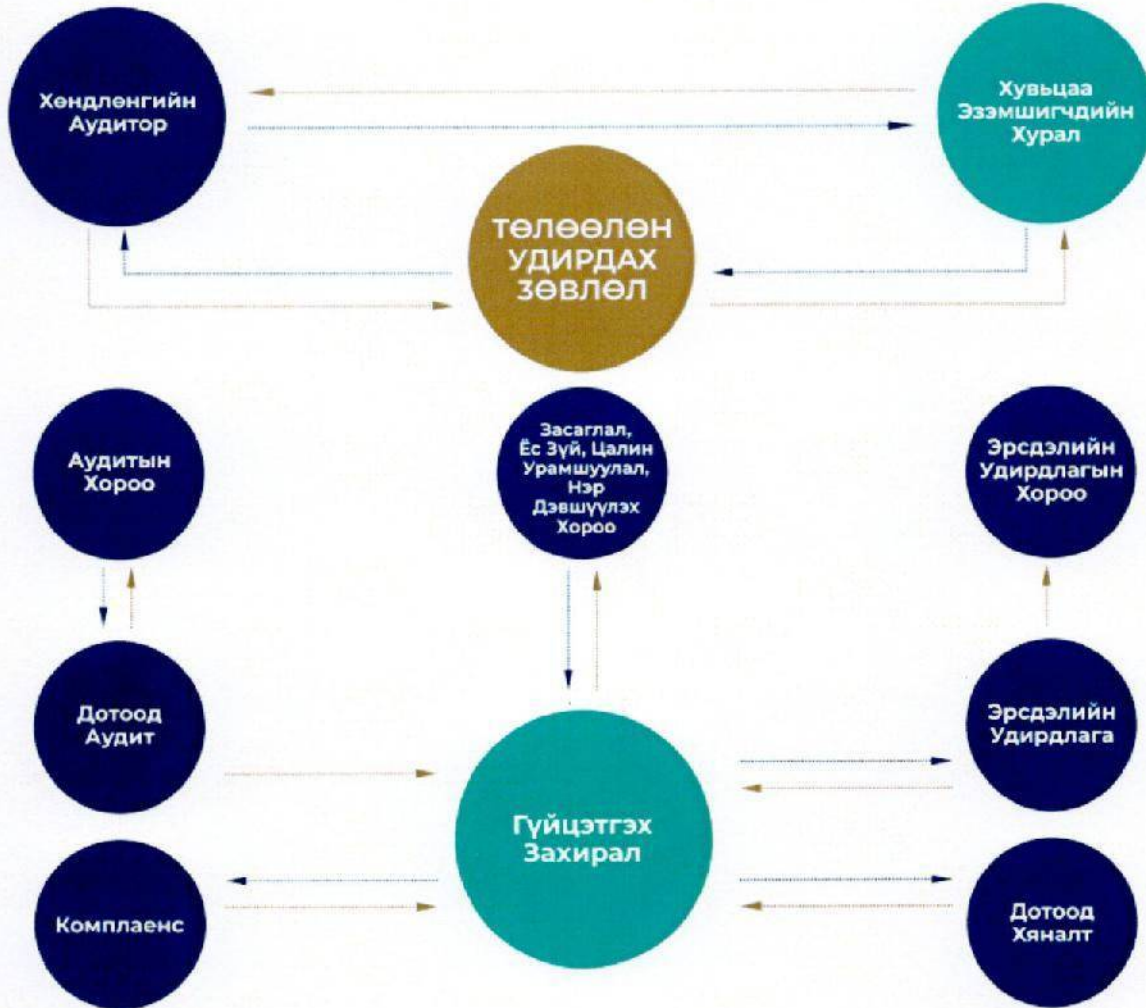 Хөндлөнгийн
Аудитор
Хувьцаа
Эзэмшигчдийн
Хурал
ТӨЛӨӨЛӨН
УДИРДАХ
ЗӨВЛӨЛ
Аудитын
Хороо
Засаглал,
Ёс Зүй, Цалин
Урамшуулал,
Нэр
Дэвшүүлэх
Хороо
Эрсдэлийн
Удирдлагын
Хороо
Дотоод
Аудит
Эрсдэлийн
Удирдлага
Гүйцэтгэх
Захирал
Комплаенс
Дотоод
Хяналт